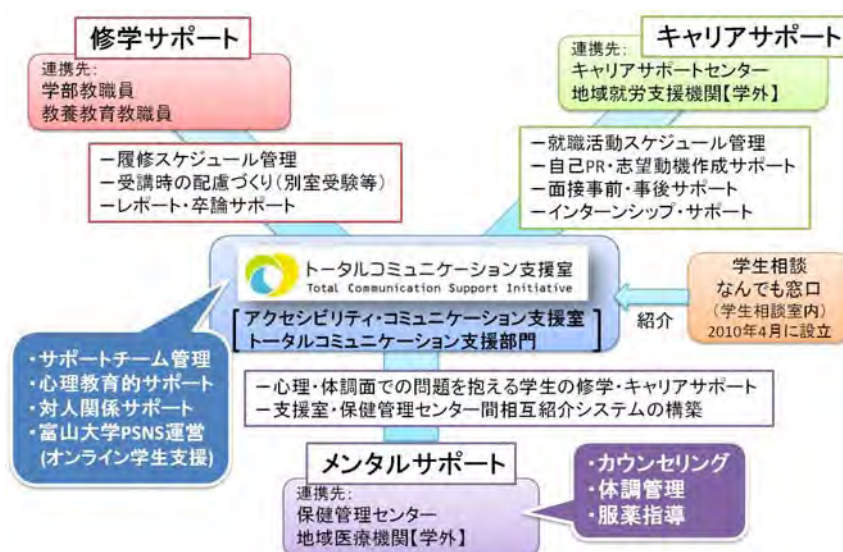 修学サポート
連携先:
学部教職員
教養教育教職員
キャリアサポート
連携先:
キャリアサポートセンター
地域就労支援機関【学外】
－履修スケジュール管理
－受講時の配慮づくり(別室受験等)
－レポート・卒論サポート
－就職活動スケジュール管理
－自己PR・志望動機作成サポート
－面接事前・事後サポート
－インターンシップ・サポート
トータルコミュニケーション支援室
Total Communication Support Initiative
アクセシビリティ・コミュニケーション支援室
トータルコミュニケーション支援部門
紹介
学生相談
なんでも窓口
(学生相談室内)
2010年4月に設立
・サポートチーム管理
・心理教育的サポート
・対人関係サポート
・富山大学PSNS運営
(オンライン学生支援)
－心理・体調面での問題を抱える学生の修学・キャリアサポート
－支援室・保健管理センター間相互紹介システムの構築
メンタルサポート
連携先:
保健管理センター
地域医療機関【学外】
・カウンセリング
・体調管理
・服薬指導